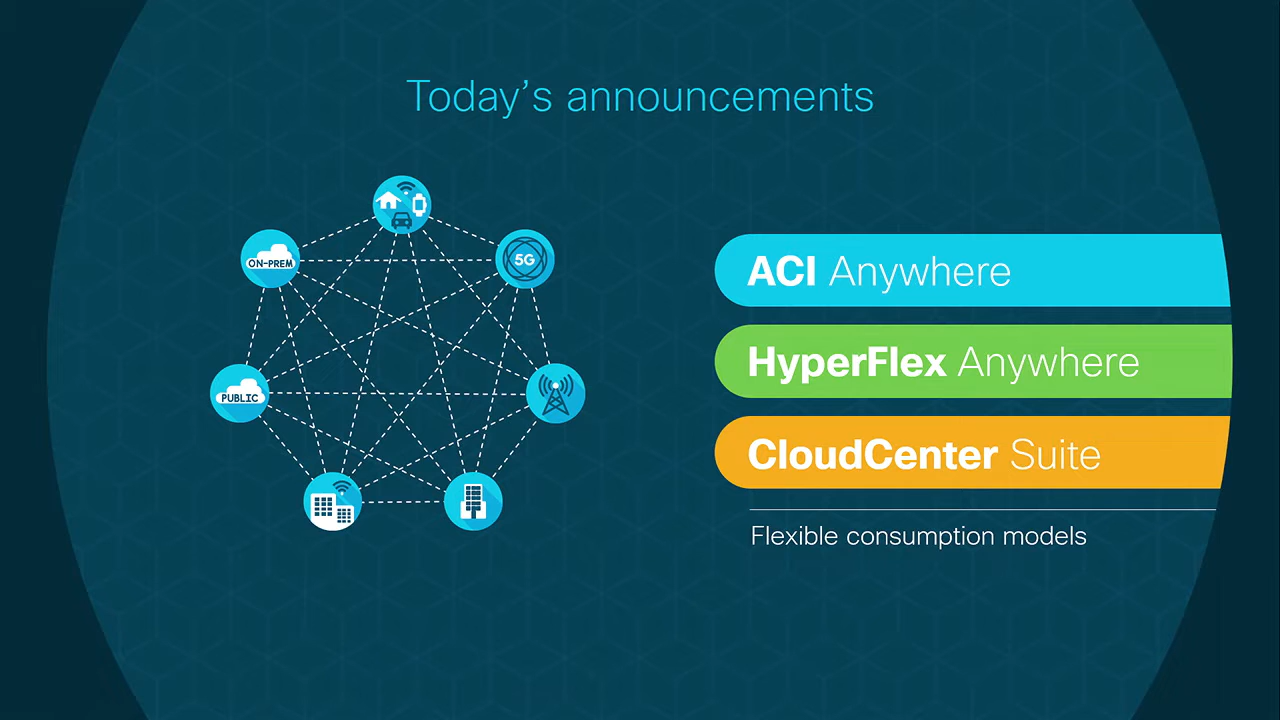 Today's announcements
ON-PREM
5G
PUBLIC
ACI Anywhere
HyperFlex Anywhere
CloudCenter Suite
Flexible consumption models